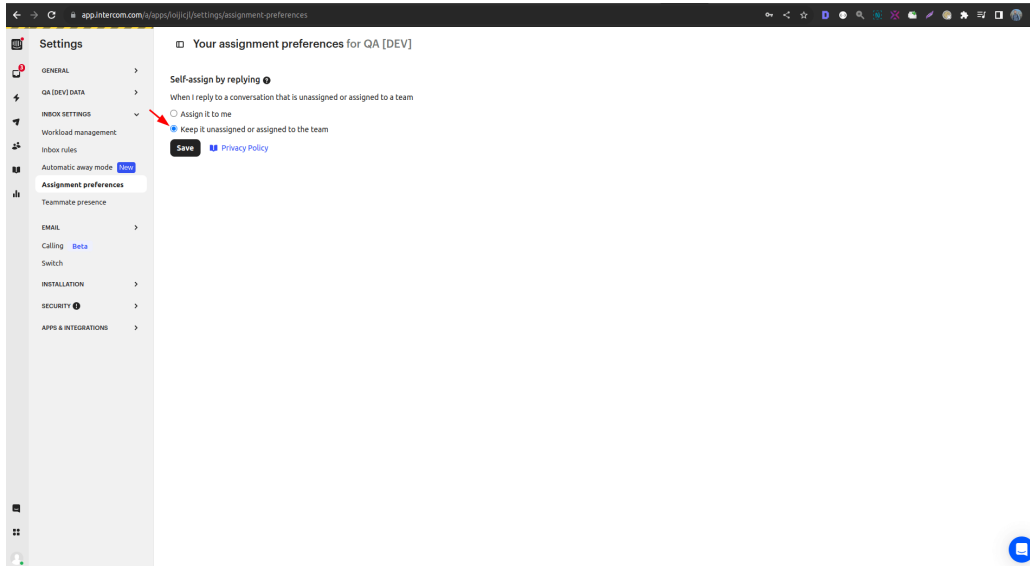 app.intercom.com/a/apps/ioijicjl/settings/assignment-preferences
D
3
Settings
GENERAL
QA [DEV] DATA
INBOX SETTINGS
Workload management
Inbox rules
Automatic away mode New
Assignment preferences
Teammate presence
EMAIL
Calling Beta
Switch
INSTALLATION
SECURITY
APPS & INTEGRATIONS
Your assignment preferences for QA [DEV]
Self-assign by replying
When I reply to a conversation that is unassigned or assigned to a team
Assign it to me
Keep it unassigned or assigned to the team
Save Privacy Policy